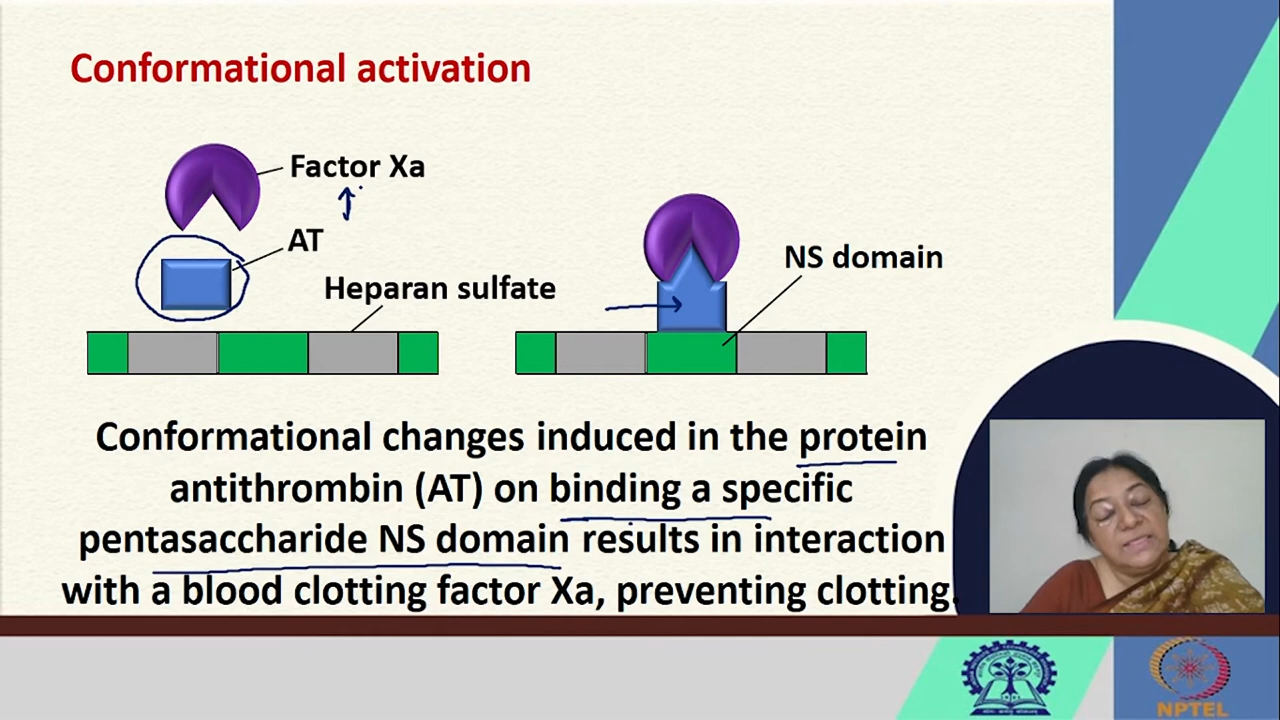 Conformational activation
Factor Xa
AT
Heparan sulfate
NS domain
Conformational changes induced in the protein
antithrombin (AT) on binding a specific
pentasaccharide NS domain results in interaction
with a blood clotting factor Xa, preventing clotting.
NPTEL